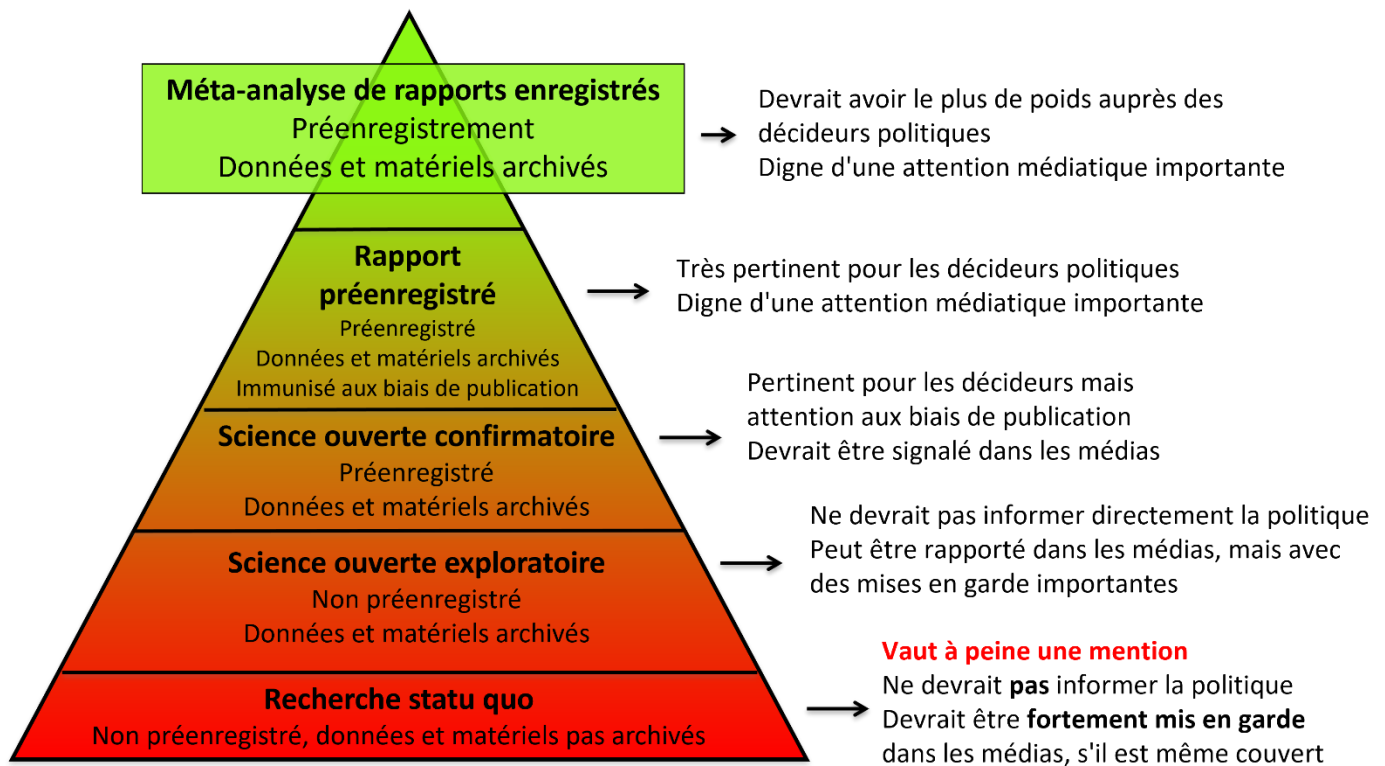 Méta-analyse de rapports enregistrés
Préenregistrement
Données et matériels archivés
Devrait avoir le plus de poids auprès des
décideurs politiques
Digne d'une attention médiatique importante
Rapport
préenregistré
Préenregistré
Données et matériels archivés
Immunisé aux biais de publication
Très pertinent pour les décideurs politiques
Digne d'une attention médiatique importante
Science ouverte confirmatoire
Préenregistré
Données et matériels archivés
Pertinent pour les décideurs mais
attention aux biais de publication
Devrait être signalé dans les médias
Science ouverte exploratoire
Non préenregistré
Données et matériels archivés
Ne devrait pas informer directement la politique
Peut être rapporté dans les médias, mais avec
des mises en garde importantes
Recherche statu quo
Non préenregistré, données et matériels pas archivés
Vaut à peine une mention
Ne devrait pas informer la politique
Devrait être fortement mis en garde
dans les médias, s'il est même couvert